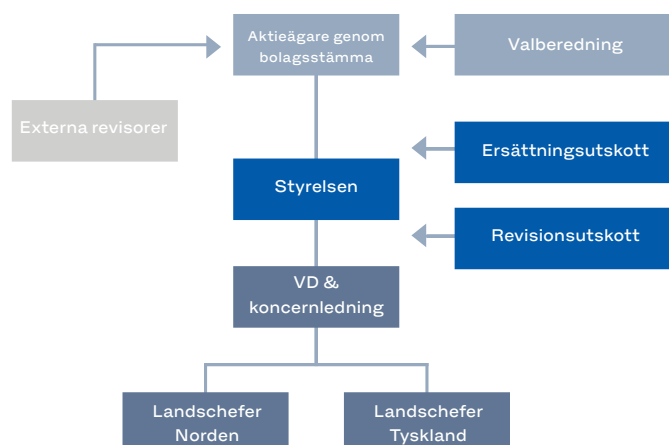 Aktieägare genom
bolagsstämma
Valberedning
Externa revisorer
Ersättningsutskott
Styrelsen
Revisionsutskott
VD &
koncernledning
Landschefer
Norden
Landschefer
Tyskland